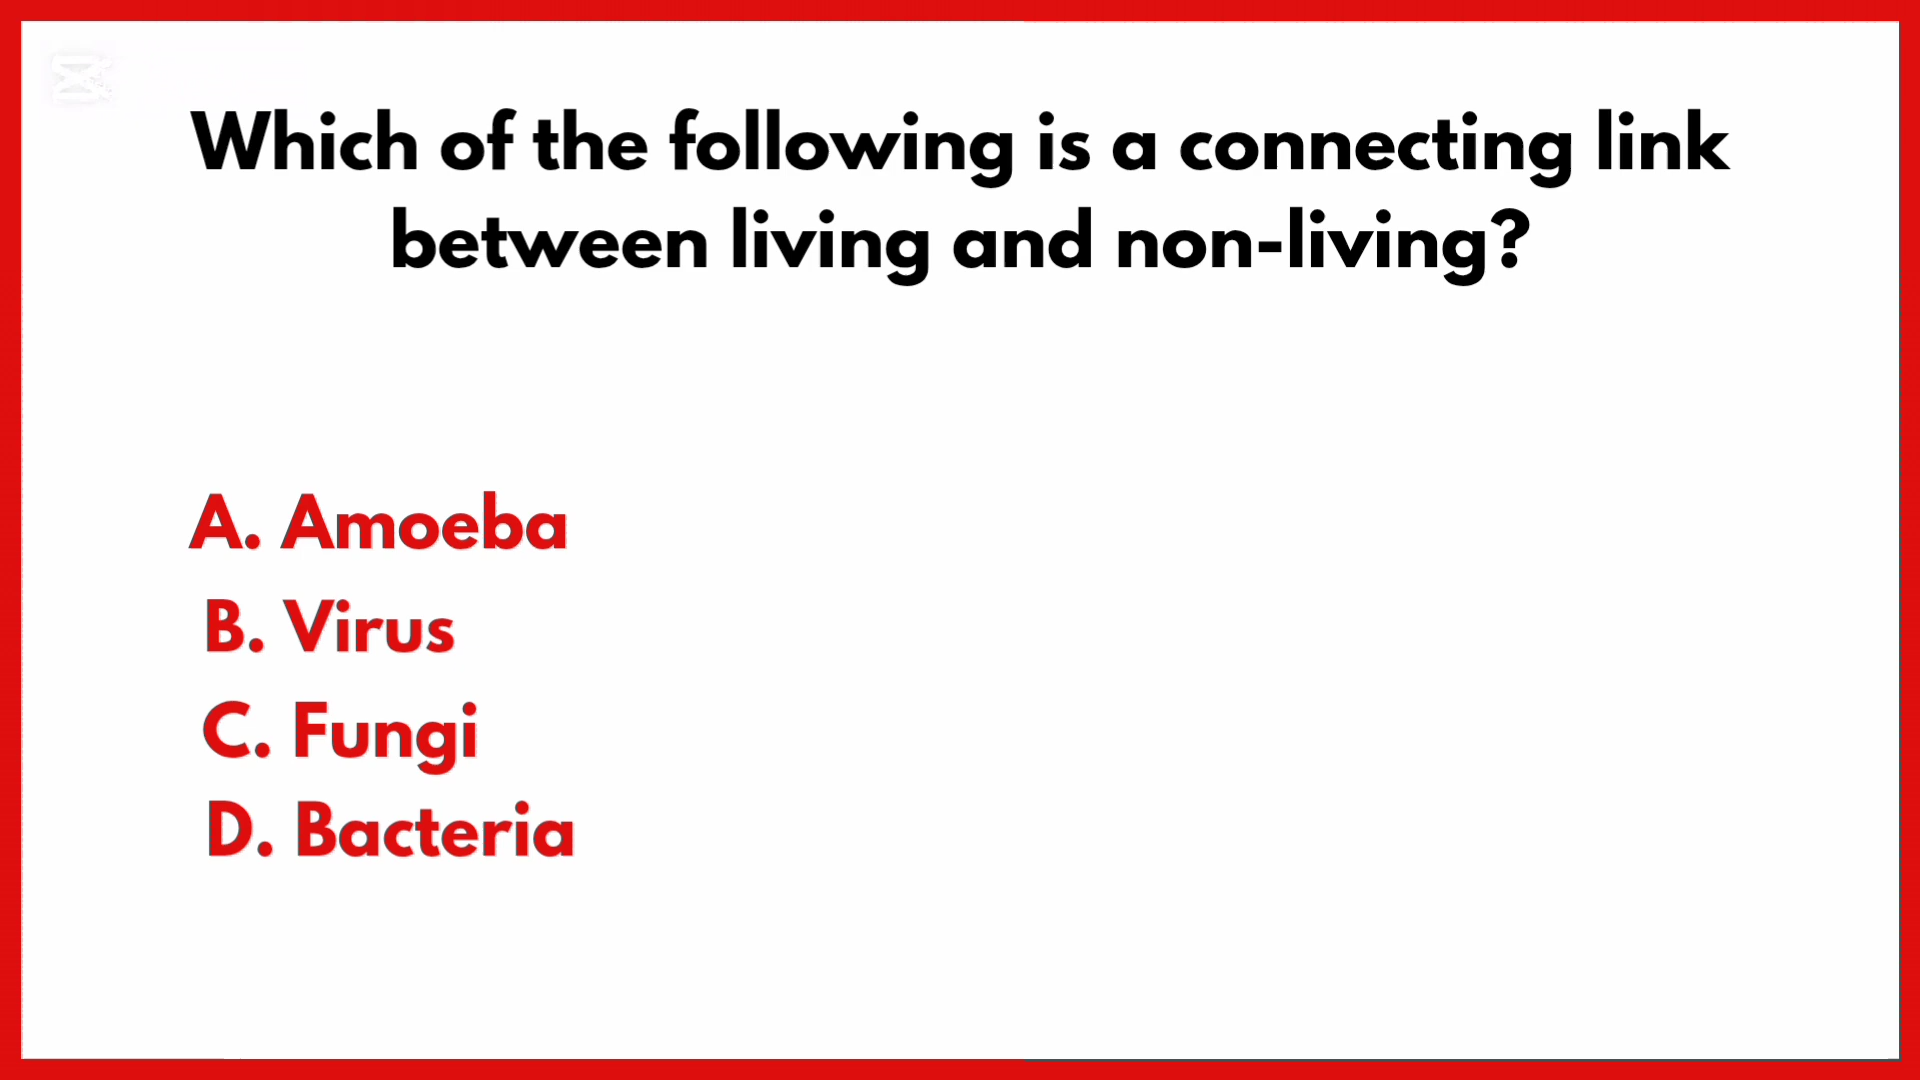 Which of the following is a connecting link
between living and non-living?
A. Amoeba
B. Virus
C. Fungi
D. Bacteria